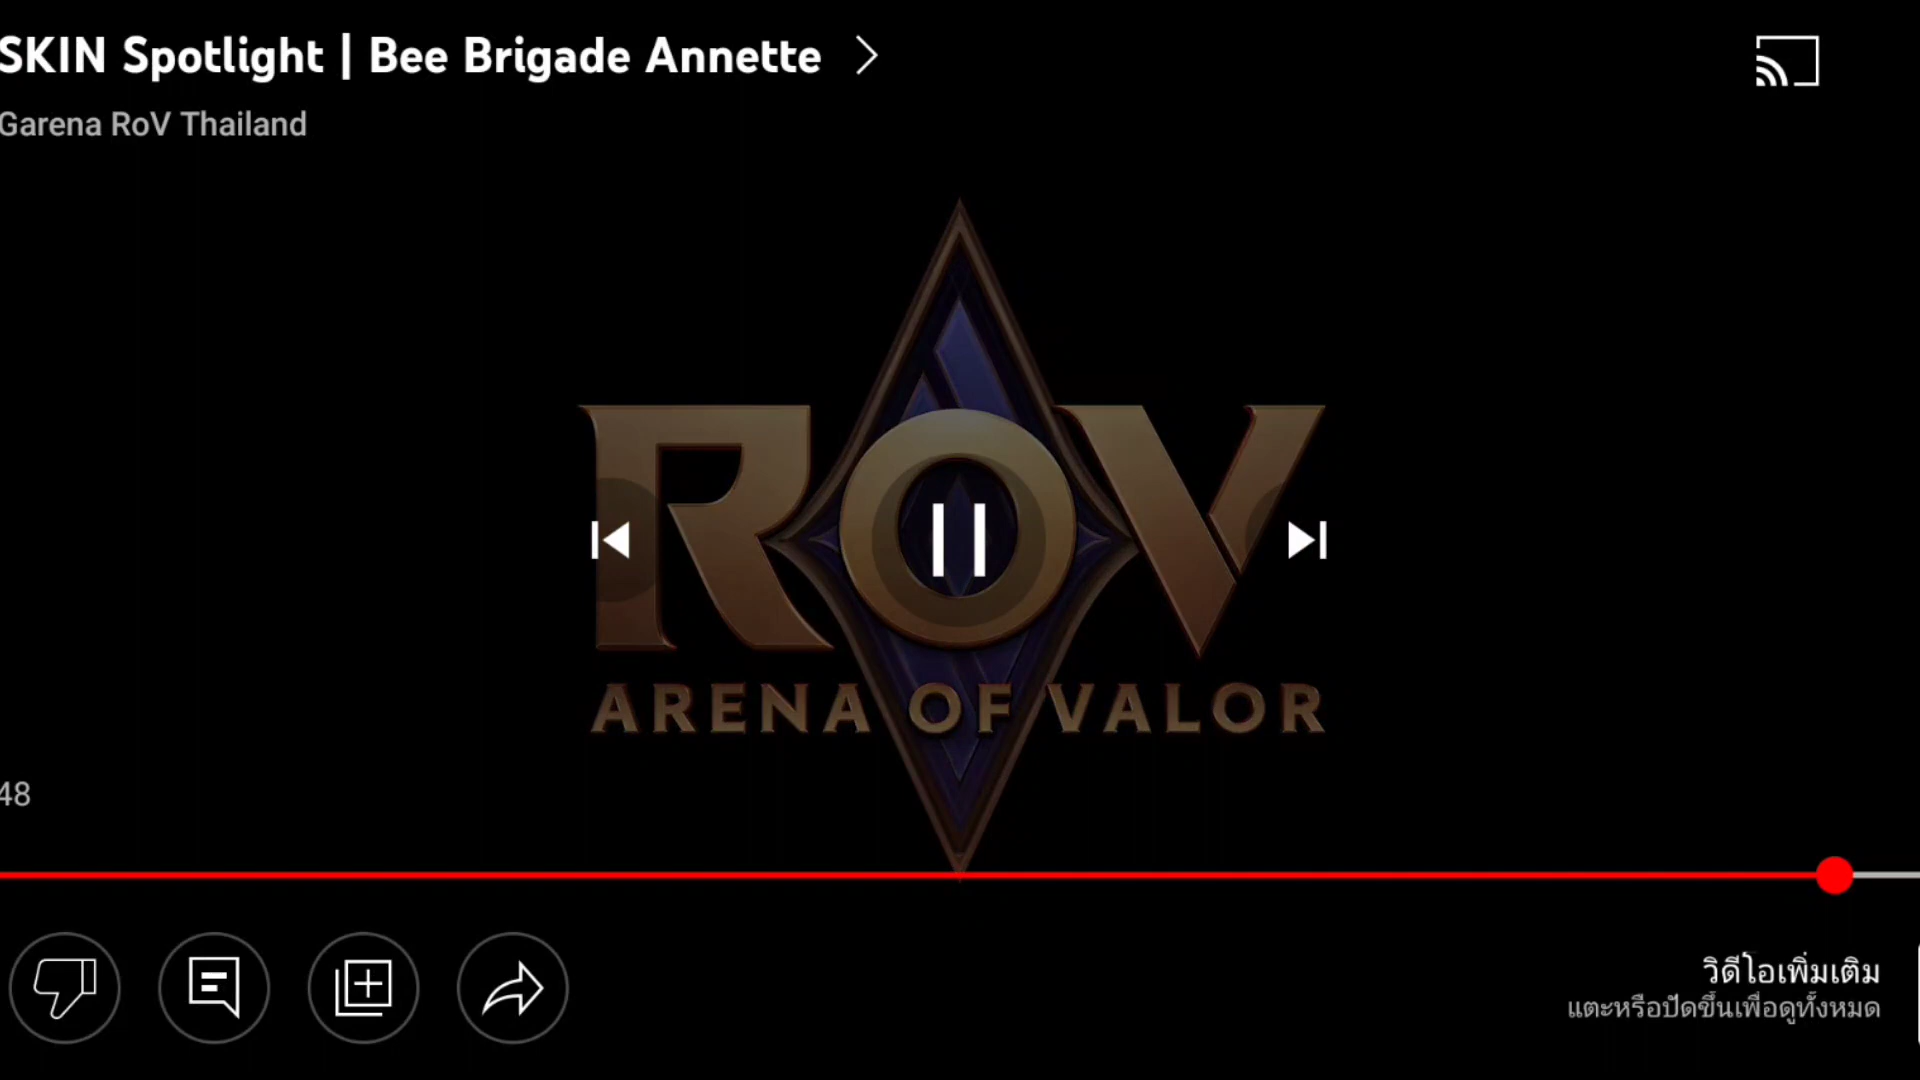 SKIN Spotlight | Bee Brigade Annette
Garena RoV Thailand
ROV
ARENA OF VALOR
48
วิดีโอเพิ่มเติม
แตะหรือปัดขึ้นเพื่อดูทั้งหมด